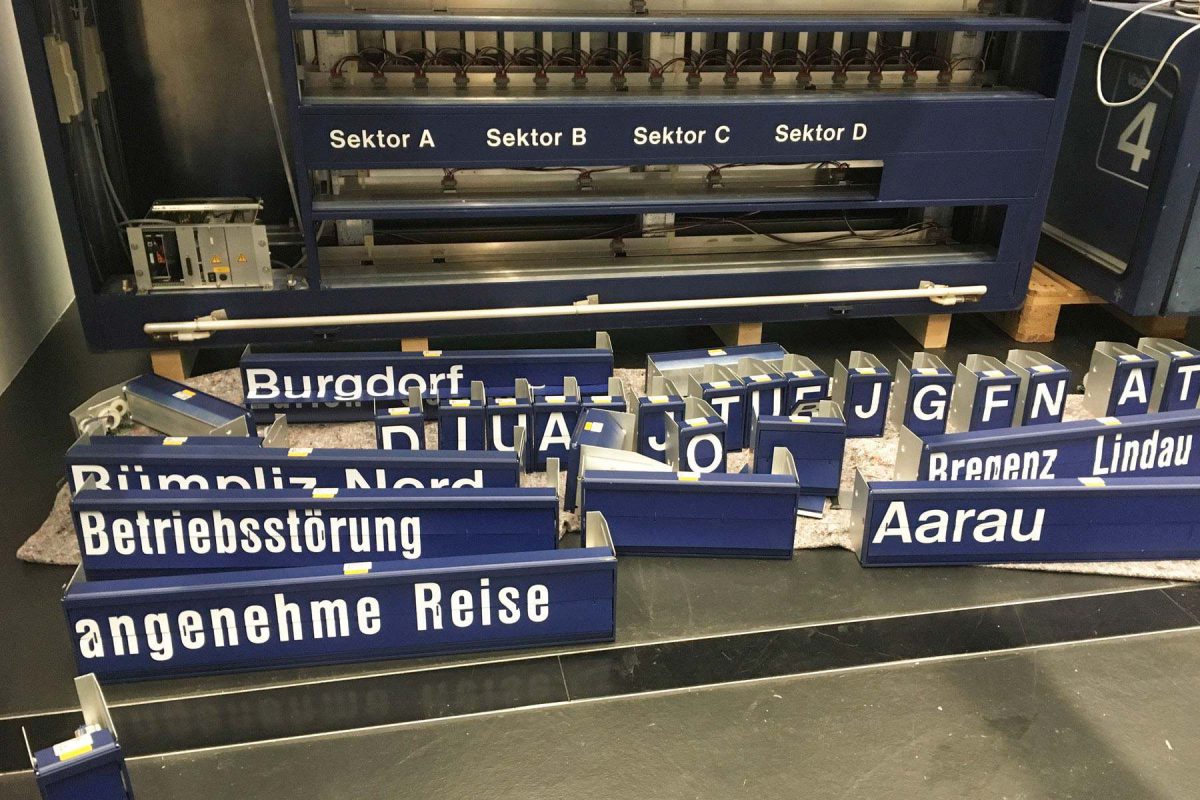 Sektor A Sektor B Sektor C Sektor D
4
Burgdorf
D I U A J O T U F J G F N A T
Bümpliz-Nord
Bregenz Lindau
Betriebsstörung
Aarau
angenehme Reise